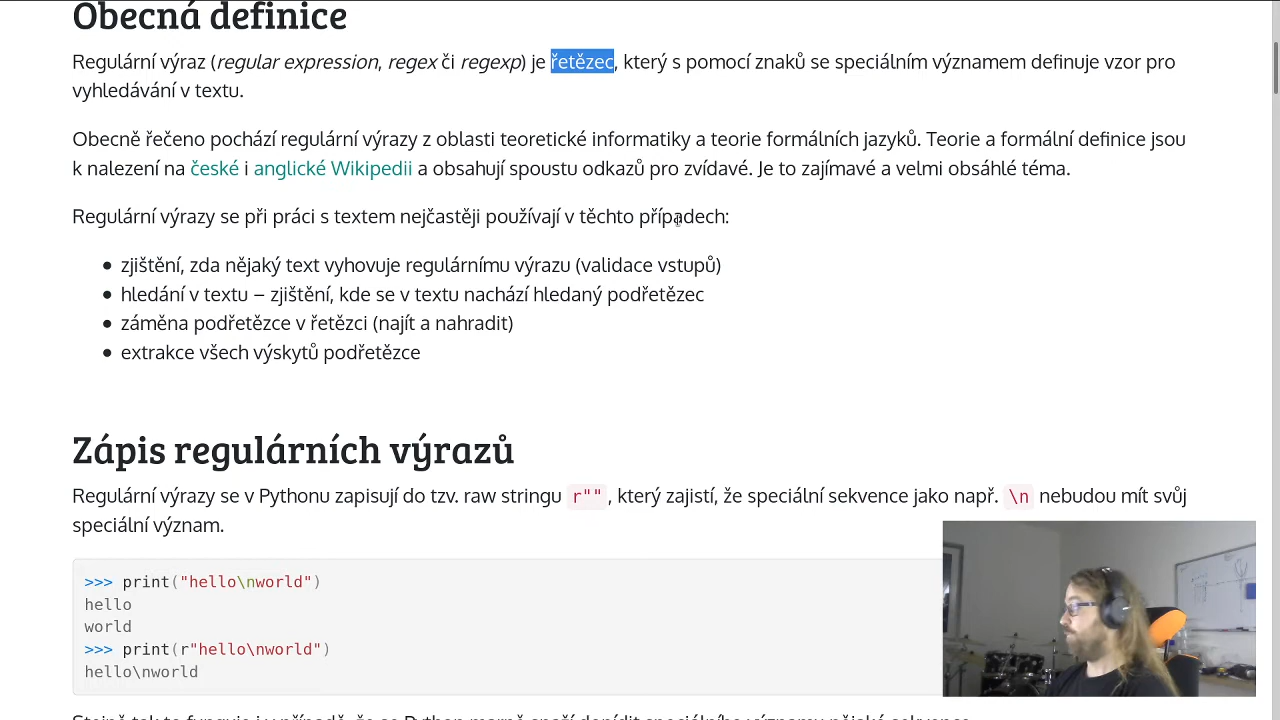 Obecná definice
Regulární výraz (regular expression, regex či regexp) je řetězec, který s pomocí znaků se speciálním významem definuje vzor pro
vyhledávání v textu.
Obecně řečeno pochází regulární výrazy z oblasti teoretické informatiky a teorie formálních jazyků. Teorie a formální definice jsou
k nalezení na české i anglické Wikipedii a obsahují spoustu odkazů pro zvídavé. Je to zajímavé a velmi obsáhlé téma.
Regulární výrazy se při práci s textem nejčastěji používají v těchto případech:
• zjištění, zda nějaký text vyhovuje regulárnímu výrazu (validace vstupů)
• hledání v textu – zjištění, kde se v textu nachází hledaný podřetězec
• záměna podřetězce v řetězci (najít a nahradit)
• extrakce všech výskytů podřetězce
Zápis regulárních výrazů
Regulární výrazy se v Pythonu zapisují do tzv. raw stringu r"", který zajistí, že speciální sekvence jako např. \n nebudou mít svůj
speciální význam.
>>> print("hello\nworld")
hello
world
>>> print(r"hello\nworld")
hello\nworld